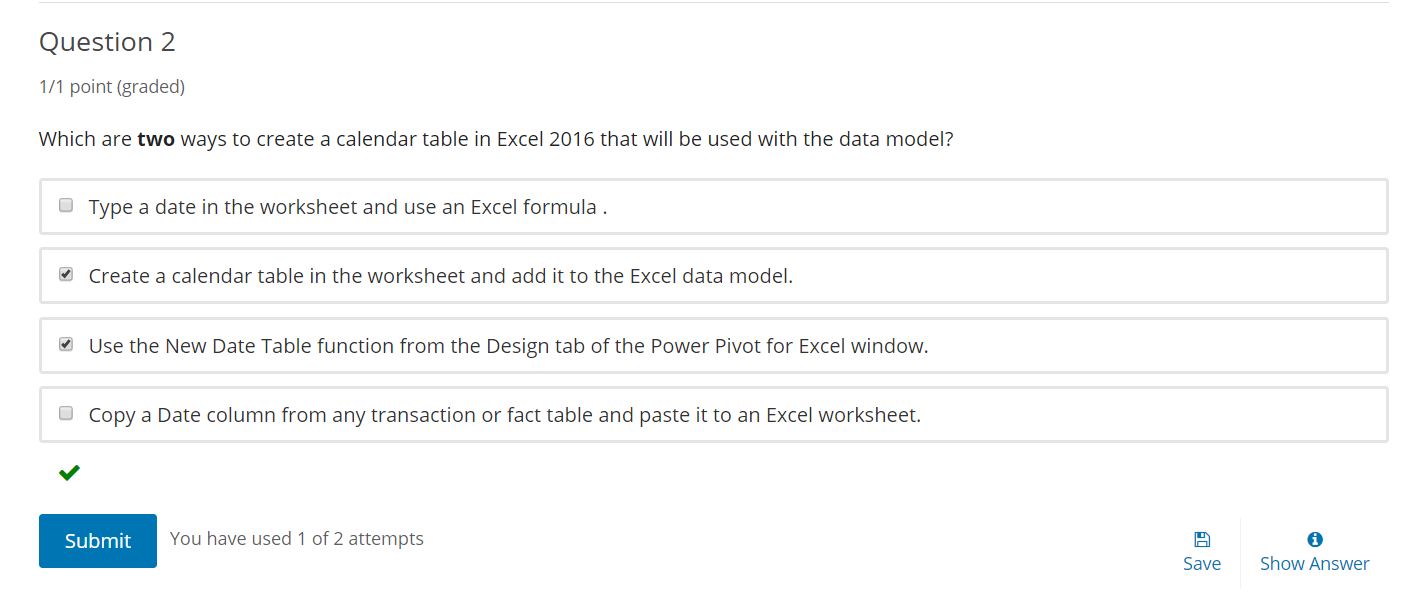 Question 2
1/1 point (graded)
Which are two ways to create a calendar table in Excel 2016 that will be used with the data model?
Type a date in the worksheet and use an Excel formula .
Create a calendar table in the worksheet and add it to the Excel data model.
Use the New Date Table function from the Design tab of the Power Pivot for Excel window.
Copy a Date column from any transaction or fact table and paste it to an Excel worksheet.
Submit
You have used 1 of 2 attempts
Save
Show Answer